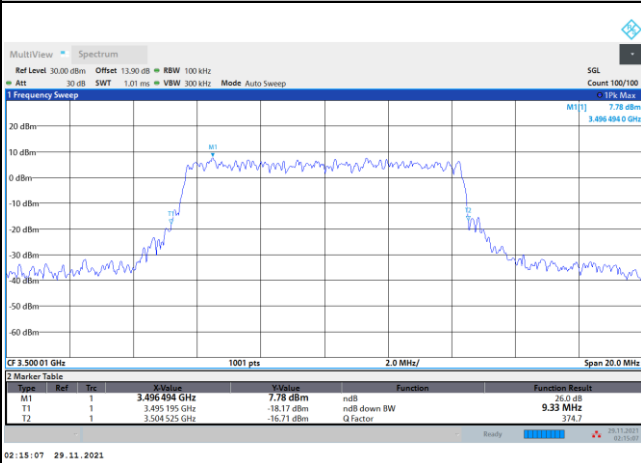 MultiView Spectrum
Ref Level 30.00 dBm Offset 13.90 dB RBW 100 kHz SGL
Att 30 dB SWT 1.01 ms VBW 300 kHz Mode Auto Sweep Count 100/100
1 Frequency Sweep 1Pk Max
M1[1] 7.78 dBm
3.496 494 0 GHz
20 dBm
M1
10 dBm
0 dBm
-10 dBm
T1 T2
-20 dBm
-30 dBm
-40 dBm
-50 dBm
-60 dBm
CF 3.500 01 GHz 1001 pts 2.0 MHz/ Span 20.0 MHz
2 Marker Table
Type Ref Trc X-Value Y-Value Function Function Result
M1 1 3.496 494 GHz 7.78 dBm ndB 26.0 dB
T1 1 3.495 195 GHz -18.17 dBm ndB down BW 9.33 MHz
T2 1 3.504 525 GHz -16.71 dBm Q Factor 374.7
Ready 29.11.2021
02:15:07
02:15:07 29.11.2021